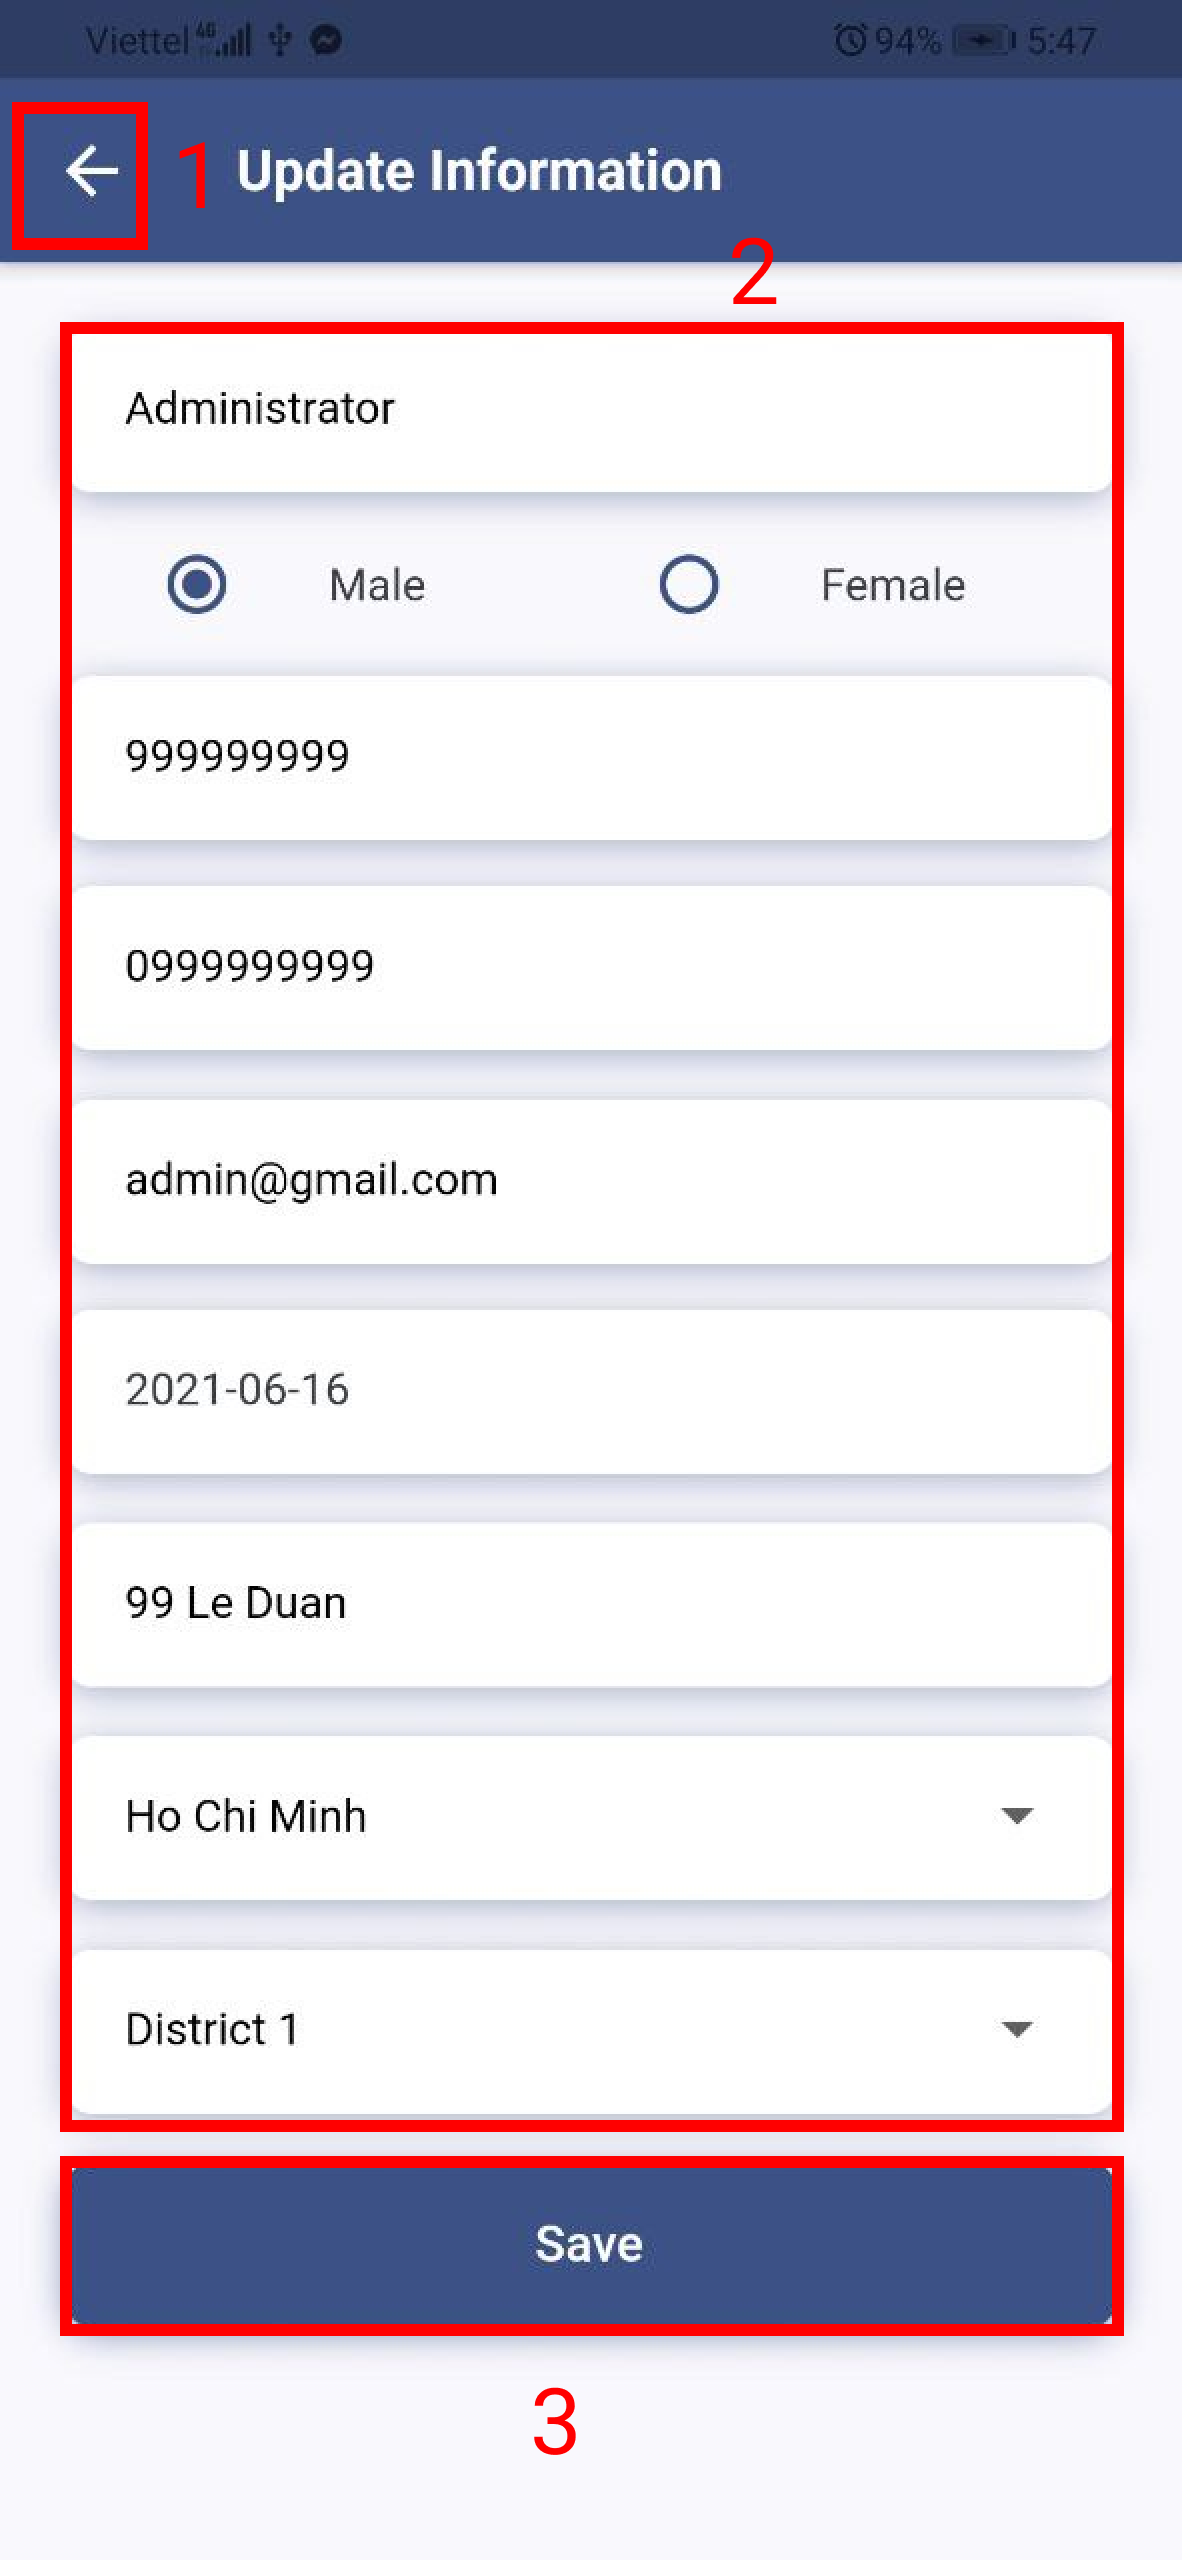 Viettel 4G 94% 5:47
1 Update Information
2
Administrator
Male Female
999999999
0999999999
admin@gmail.com
2021-06-16
99 Le Duan
Ho Chi Minh
District 1
Save
3